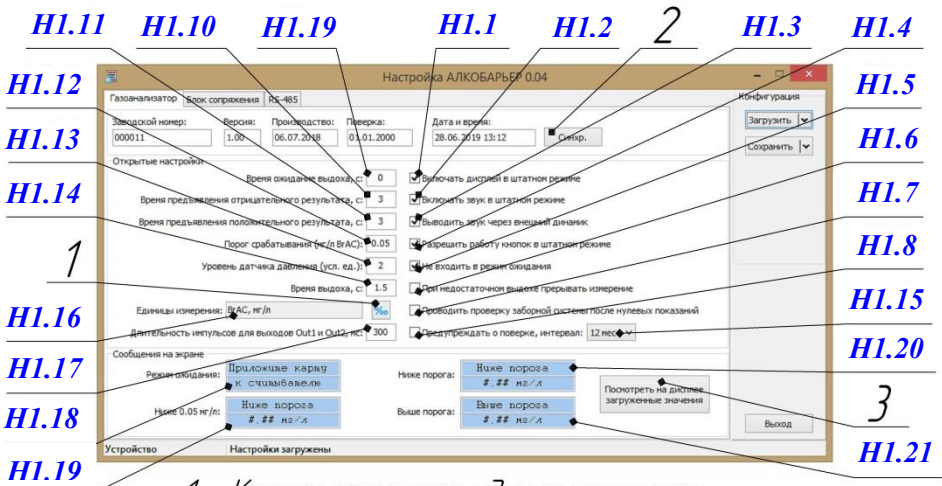 H1.11 H1.10 H1.19 H1.1 H1.2 2 H1.3 H1.4
H1.12 H1.5
H1.13 H1.6
H1.14 H1.7
1 H1.8
H1.16 H1.15
H1.17 H1.20
H1.18 3
H1.19 H1.21
Настройка АЛКОБАРЬЕР 0.04
Газоанализатор Блок сопряжения RS-485
Заводской номер: Версия: Производство: Поверка: Дата и время:
000011 1.00 06.07.2018 01.01.2000 28.06.2019 13:12 Синхр.
Открытые настройки
Время ожидание выдоха, с: 0 Включать дисплей в штатном режиме
Время предъявления отрицательного результата, с: 3 Включать звук в штатном режиме
Время предъявления положительного результата, с: 3 Выводить звук через внешний динамик
Порог срабатывания (мг/л BrAC): 0.05 Разрешить работу кнопок в штатном режиме
Уровень датчика давления (усл. ед.): 2 Не входить в режим ожидания
Время выдоха, с: 1.5 При недостаточном выдохе прерывать измерение
Единицы измерения: BrAC, мг/л ‰ Проводить проверку заборной системы после нулевых показаний
Длительность импульсов для выходов Out1 и Out2, мс: 300 Предупреждать о поверке, интервал: 12 мес
Сообщения на экране
Режим ожидания: Приложите карту
к считывателю
Ниже порога: Ниже порога
#.## мг/л
Ниже 0.05 мг/л: Ниже порога
#.## мг/л
Выше порога: Выше порога
#.## мг/л
Посмотреть на дисплее
загруженные значения
Конфигурация
Загрузить
Сохранить
Выход
Устройство Настройки загружены